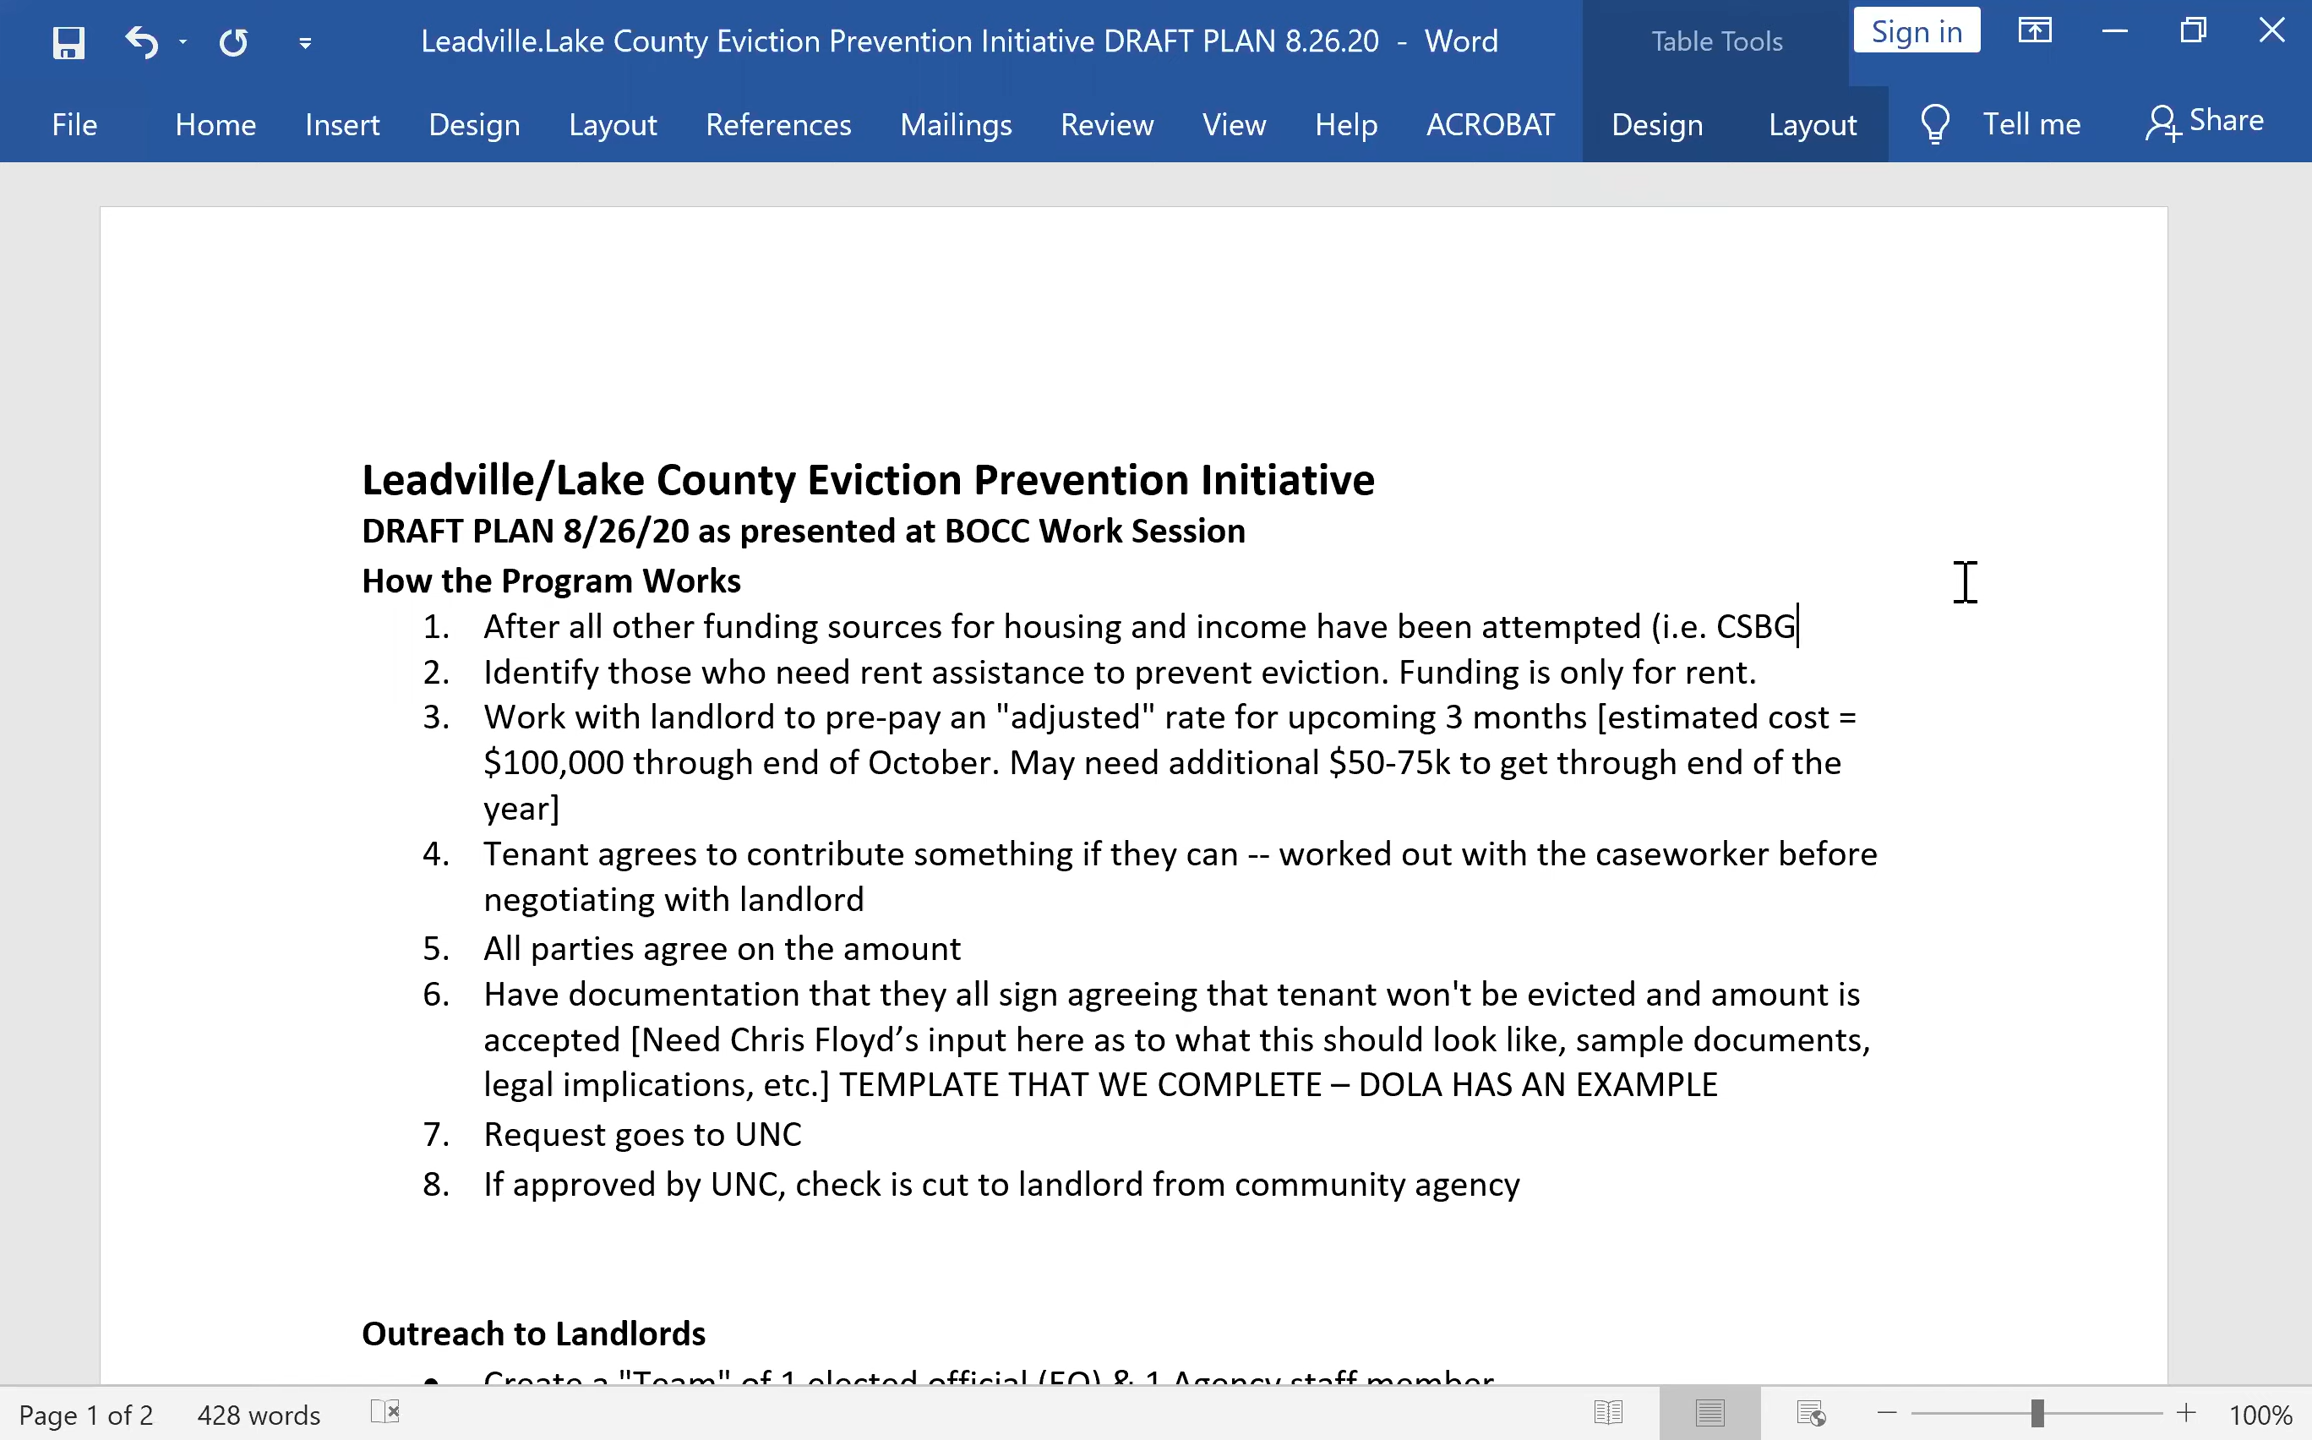 Leadville.Lake County Eviction Prevention Initiative DRAFT PLAN 8.26.20 - Word
Table Tools
Sign in
File Home Insert Design Layout References Mailings Review View Help ACROBAT Design Layout Tell me Share
Leadville/Lake County Eviction Prevention Initiative
DRAFT PLAN 8/26/20 as presented at BOCC Work Session
How the Program Works
1. After all other funding sources for housing and income have been attempted (i.e. CSBG
2. Identify those who need rent assistance to prevent eviction. Funding is only for rent.
3. Work with landlord to pre-pay an "adjusted" rate for upcoming 3 months [estimated cost =
$100,000 through end of October. May need additional $50-75k to get through end of the
year]
4. Tenant agrees to contribute something if they can -- worked out with the caseworker before
negotiating with landlord
5. All parties agree on the amount
6. Have documentation that they all sign agreeing that tenant won't be evicted and amount is
accepted [Need Chris Floyd’s input here as to what this should look like, sample documents,
legal implications, etc.] TEMPLATE THAT WE COMPLETE – DOLA HAS AN EXAMPLE
7. Request goes to UNC
8. If approved by UNC, check is cut to landlord from community agency
Outreach to Landlords
• Create a "Team" of 1 elected official (EO) & 1 Agency staff member
Page 1 of 2 428 words 100%